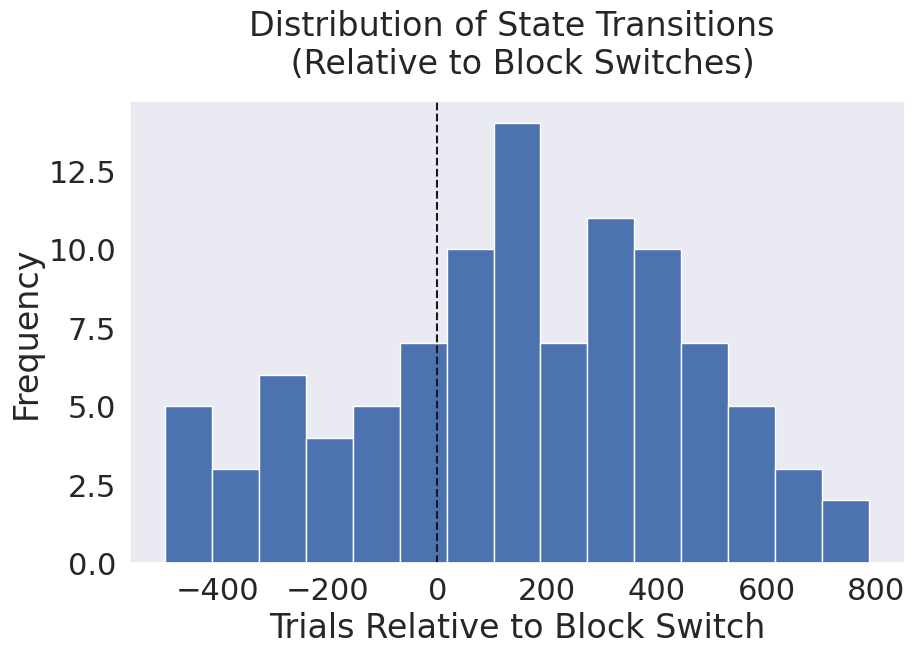 Distribution of State Transitions
(Relative to Block Switches)
12.5
10.0
7.5
5.0
2.5
0.0
Frequency
−400 −200 0 200 400 600 800
Trials Relative to Block Switch